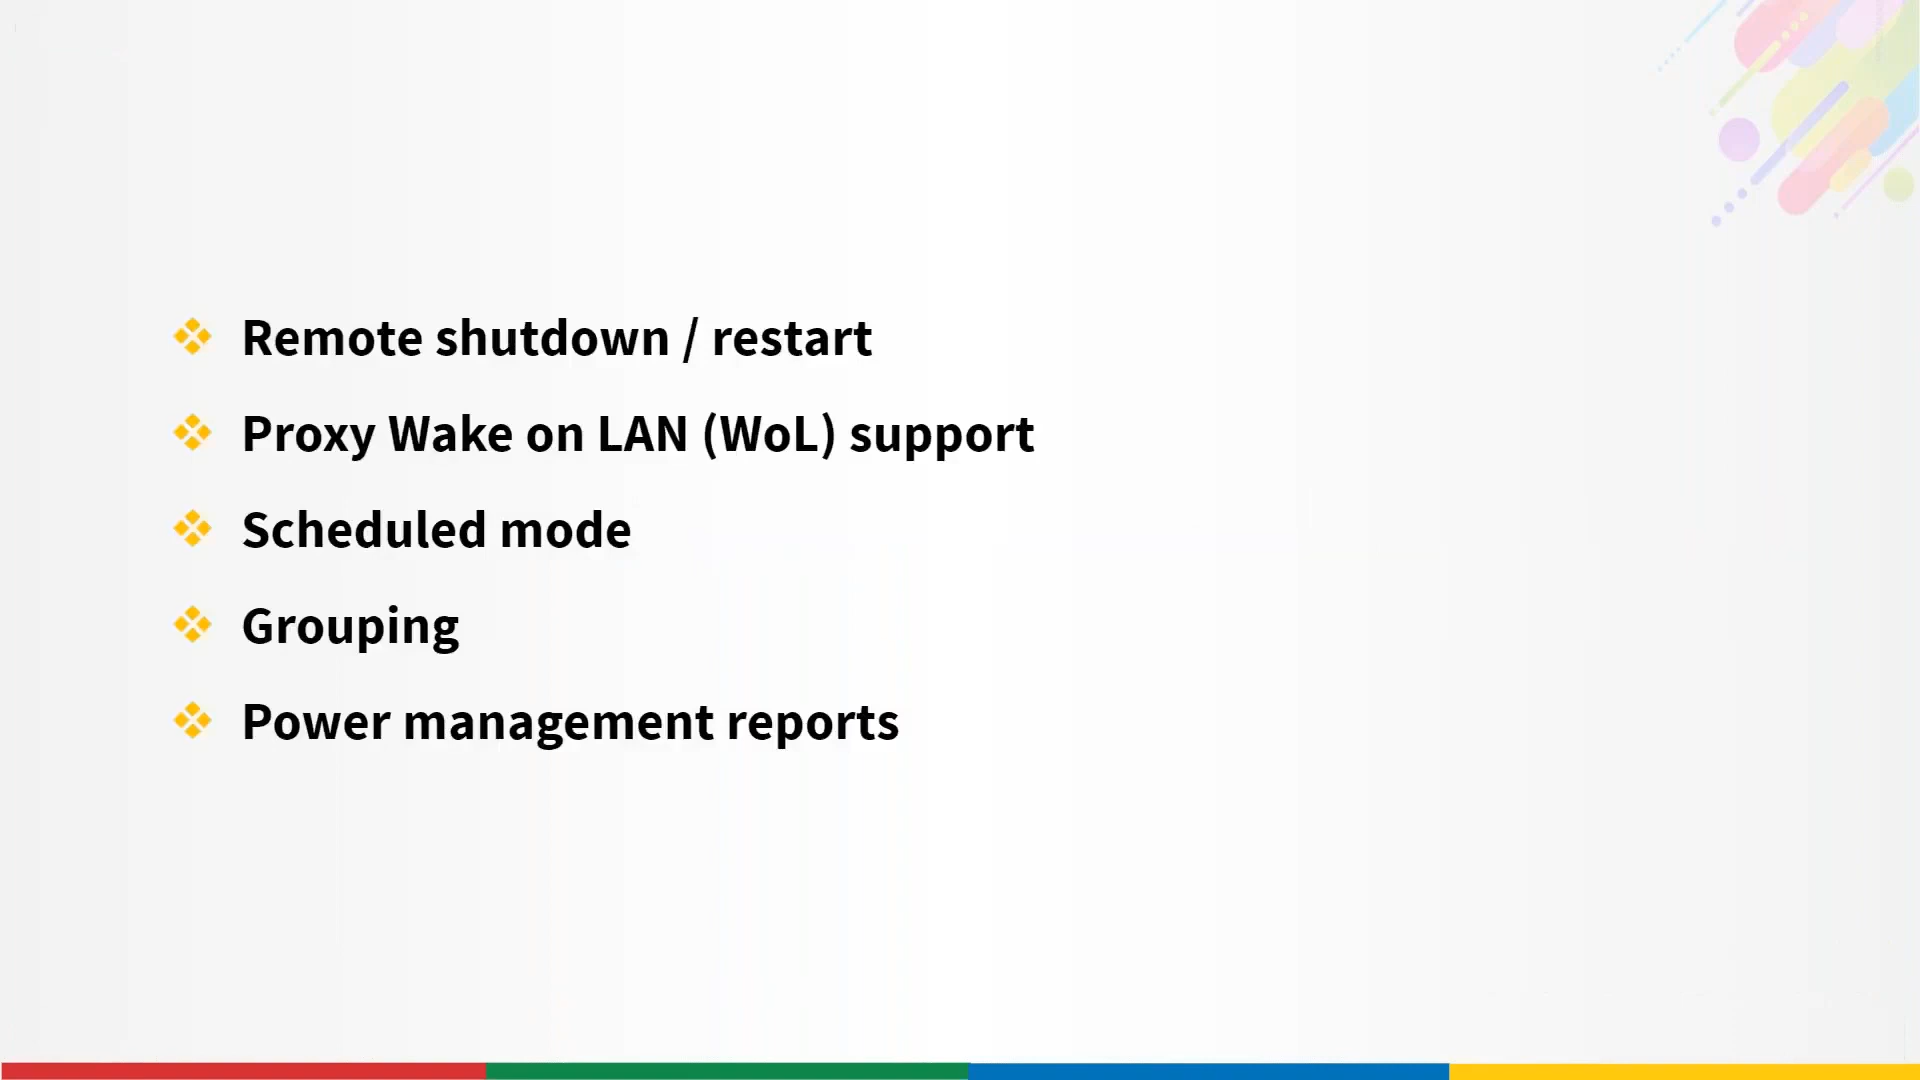 Remote shutdown / restart
Proxy Wake on LAN (WoL) support
Scheduled mode
Grouping
Power management reports